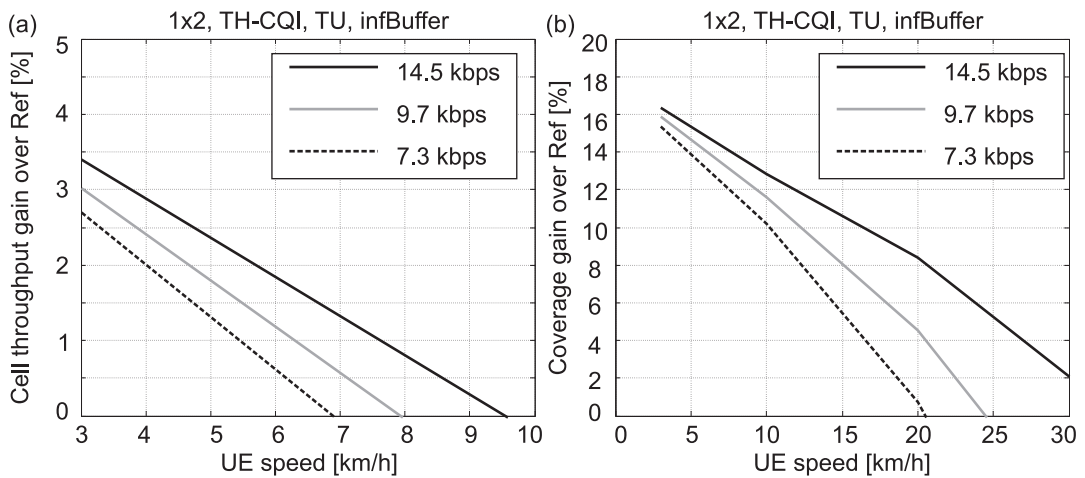 (a)
1x2, TH-CQI, TU, infBuffer
Cell throughput gain over Ref [%]
5
4
3
2
1
0
14.5 kbps
9.7 kbps
7.3 kbps
3 4 5 6 7 8 9 10
UE speed [km/h]
(b)
1x2, TH-CQI, TU, infBuffer
Coverage gain over Ref [%]
20
18
16
14
12
10
8
6
4
2
0
14.5 kbps
9.7 kbps
7.3 kbps
0 5 10 15 20 25 30
UE speed [km/h]